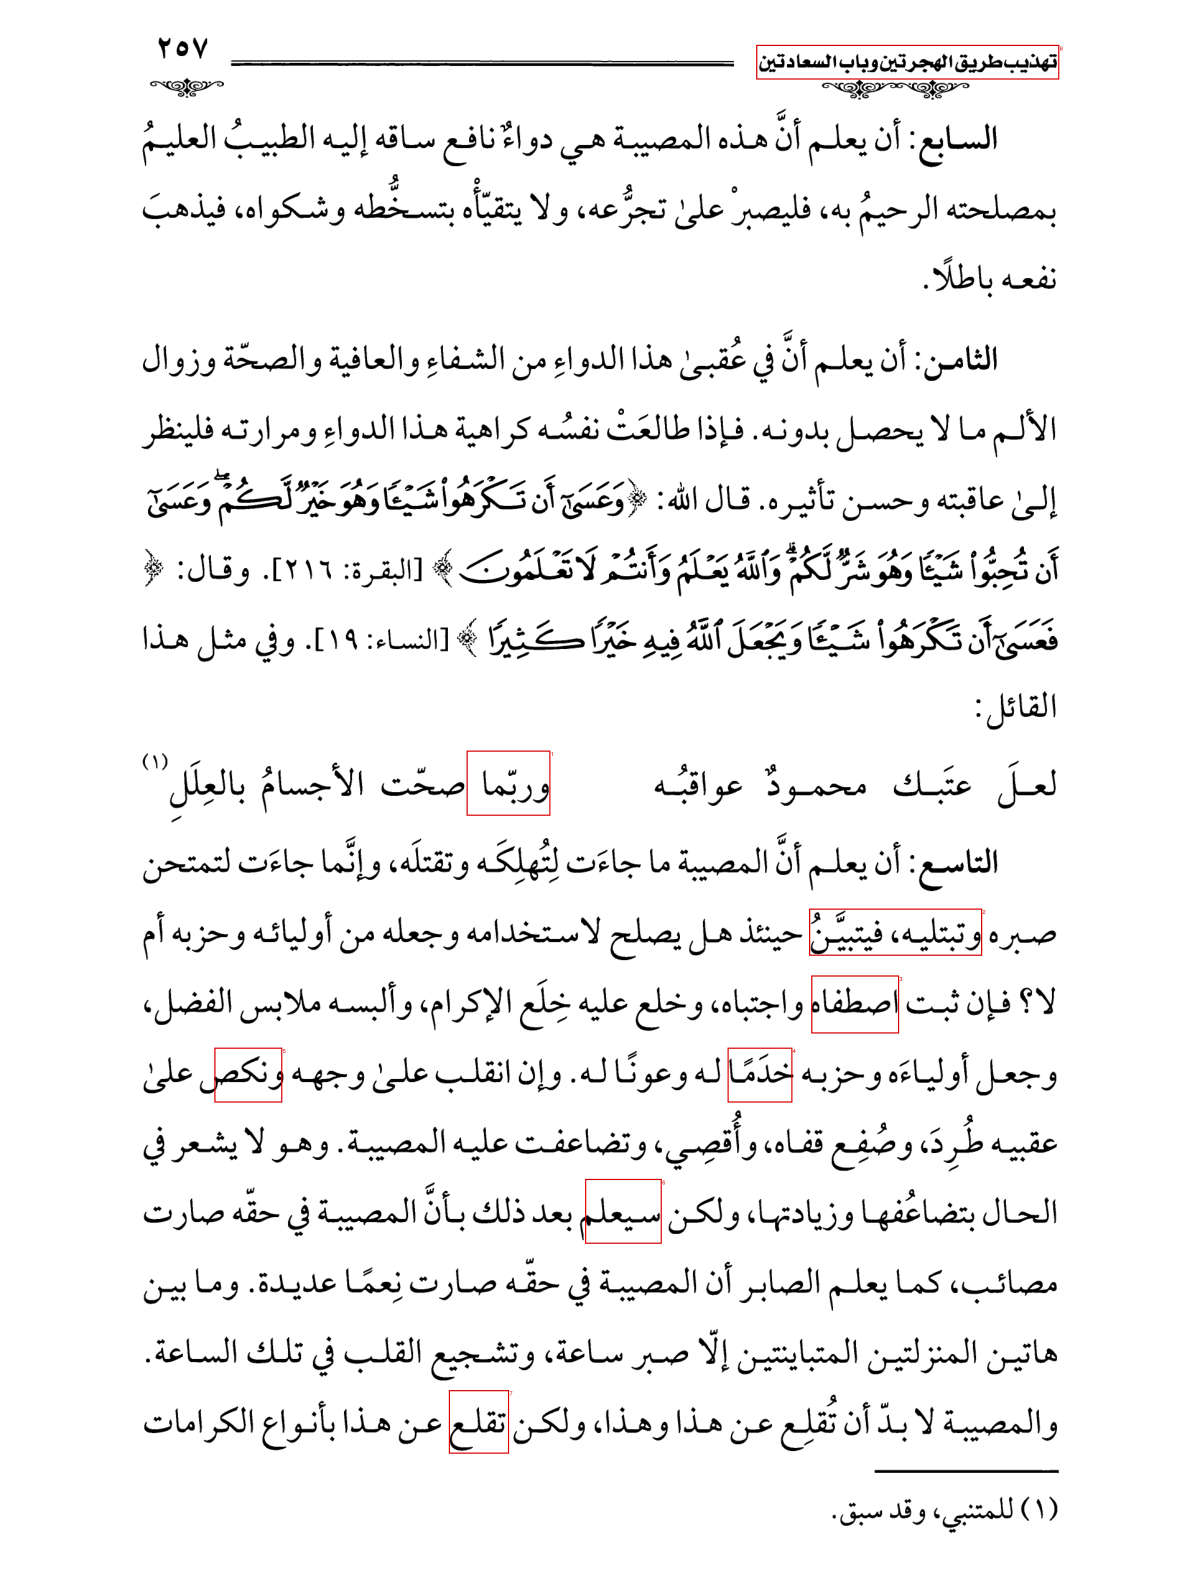 تهذيب طريق الهجرتين وباب السعادتين ٢٥٧
السابع: أن يعلم أنَّ هذه المصيبة هي دواءٌ نافع ساقه إليه الطبيبُ العليمُ
بمصلحته الرحيمُ به، فليصبرْ علىٰ تجرُّعه، ولا يتقيّأْه بتسخُّطه وشكواه، فيذهبَ
نفعه باطلًا.
الثامن: أن يعلم أنَّ في عُقبىٰ هذا الدواءِ من الشفاءِ والعافية والصحّة وزوال
الألم ما لا يحصل بدونه. فإذا طالعَتْ نفسُه كراهية هذا الدواءِ ومرارته فلينظر
إلىٰ عاقبته وحسن تأثيره. قال الله: ﴿وَعَسَىٰٓ أَن تَكۡرَهُواْ شَيۡـٔٗا وَهُوَ خَيۡرٞ لَّكُمۡۖ وَعَسَىٰٓ
أَن تُحِبُّواْ شَيۡـٔٗا وَهُوَ شَرّٞ لَّكُمۡۗ وَٱللَّهُ يَعۡلَمُ وَأَنتُمۡ لَا تَعۡلَمُونَ﴾ [البقرة: ٢١٦]. وقال: ﴿
فَعَسَىٰٓ أَن تَكۡرَهُواْ شَيۡـٔٗا وَيَجۡعَلَ ٱللَّهُ فِيهِ خَيۡرٗا كَثِيرٗا﴾ [النساء: ١٩]. وفي مثل هذا
القائل:
لعلَ عتَبك محمودٌ عواقبُه وربّما صحّت الأجسامُ بالعِلَلِ (١)
التاسع: أن يعلم أنَّ المصيبة ما جاءَت لِتُهلِكَه وتقتلَه، وإنَّما جاءَت لتمتحن
صبره وتبتليه، فيتبيَّنُ حينئذ هل يصلح لاستخدامه وجعله من أوليائه وحزبه أم
لا؟ فإن ثبت اصطفاه واجتباه، وخلع عليه خِلَع الإكرام، وألبسه ملابس الفضل،
وجعل أولياءَه وحزبه خدَمًا له وعونًا له. وإن انقلب علىٰ وجهه ونكص علىٰ
عقبيه طُرِدَ، وصُفِع قفاه، وأُقصِي، وتضاعفت عليه المصيبة. وهو لا يشعر في
الحال بتضاعُفها وزيادتها، ولكن سيعلم بعد ذلك بأنَّ المصيبة في حقّه صارت
مصائب، كما يعلم الصابر أن المصيبة في حقّه صارت نِعمًا عديدة. وما بين
هاتين المنزلتين المتباينتين إلّا صبر ساعة، وتشجيع القلب في تلك الساعة.
والمصيبة لا بدّ أن تُقلِع عن هذا وهذا، ولكن تقلع عن هذا بأنواع الكرامات
(١) للمتنبي، وقد سبق.